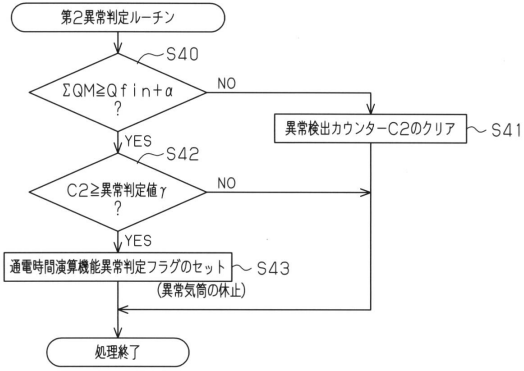 第2異常判定ルーチン
S40
ΣQM≧Qfin+α
?
NO
YES
異常検出カウンターC2のクリア
S41
S42
C2≧異常判定値γ
?
NO
YES
通電時間演算機能異常判定フラグのセット
S43
(異常気筒の休止)
処理終了